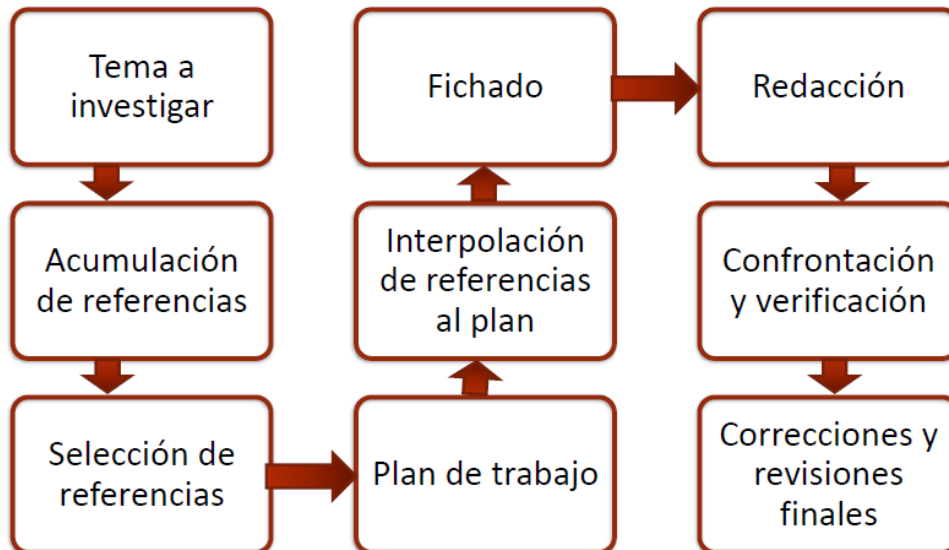 Tema a
investigar
Acumulación
de referencias
Selección de
referencias
Plan de trabajo
Interpolación
de referencias
al plan
Fichado
Redacción
Confrontación
y verificación
Correcciones y
revisiones
finales